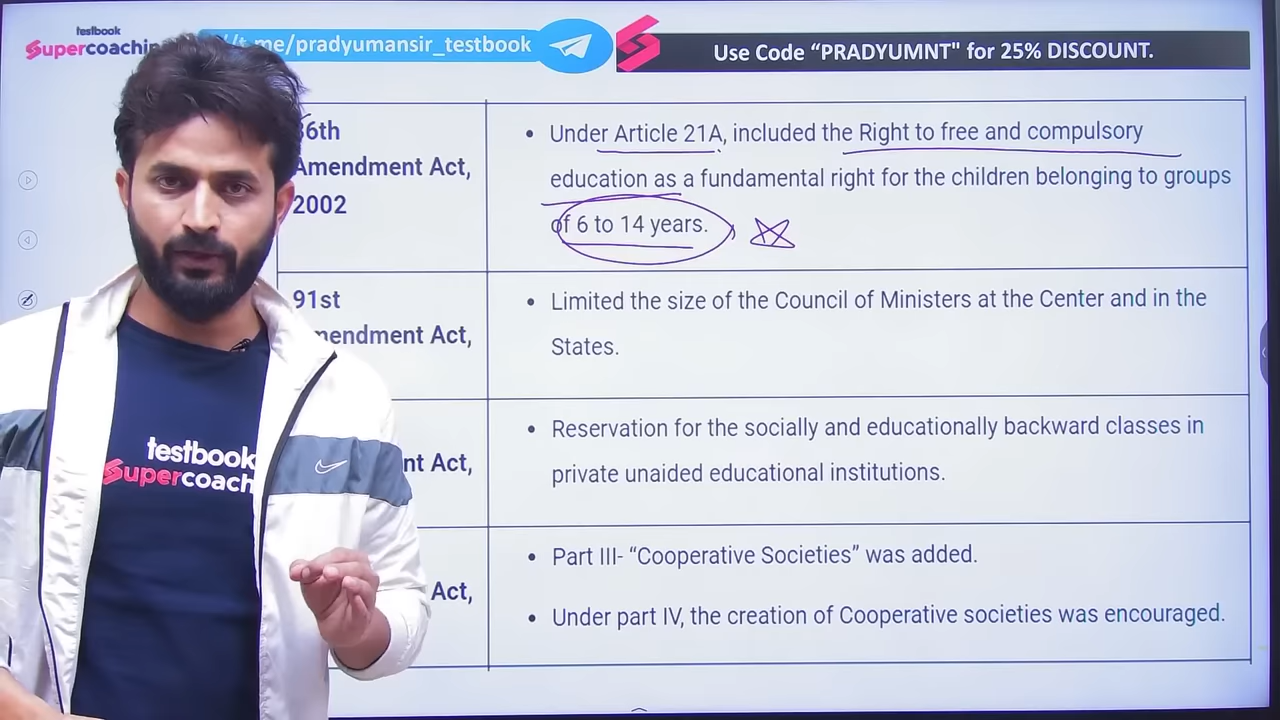 testbook
Supercoachin
t.me/pradyumansir_testbook
Use Code “PRADYUMNT" for 25% DISCOUNT.
86th
Amendment Act,
2002
• Under Article 21A, included the Right to free and compulsory
education as a fundamental right for the children belonging to groups
of 6 to 14 years.
91st
mendment Act,
• Limited the size of the Council of Ministers at the Center and in the
States.
nt Act,
• Reservation for the socially and educationally backward classes in
private unaided educational institutions.
Act,
• Part III- “Cooperative Societies” was added.
• Under part IV, the creation of Cooperative societies was encouraged.
testbook
Supercoach